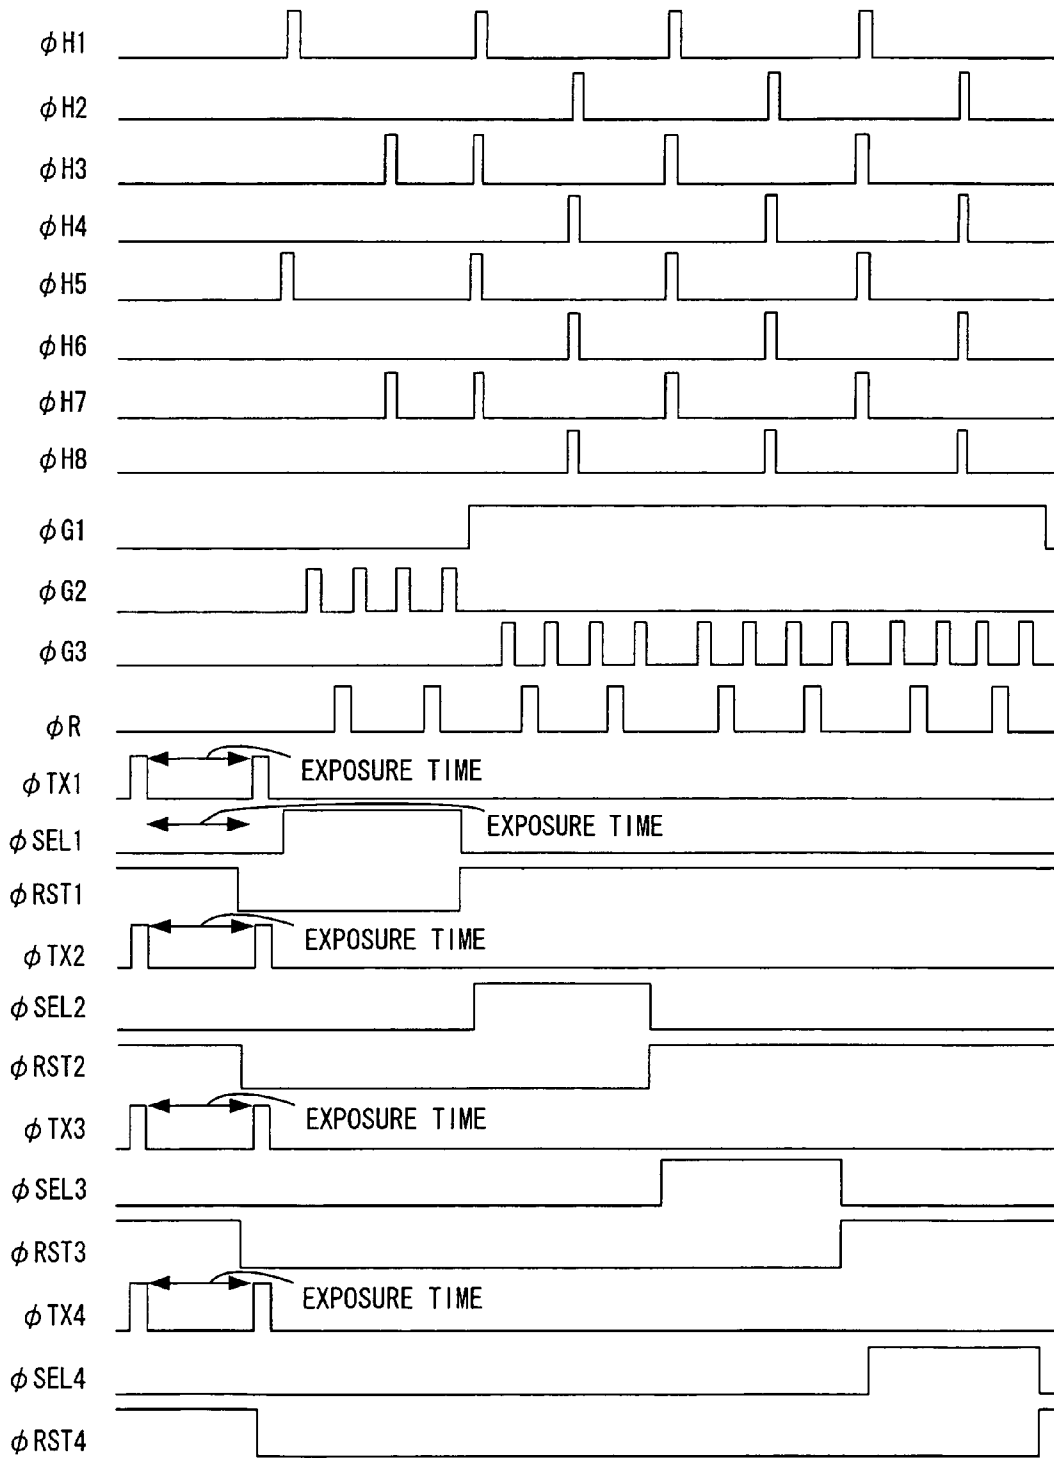 φH1
φH2
φH3
φH4
φH5
φH6
φH7
φH8
φG1
φG2
φG3
φR
φTX1 EXPOSURE TIME
φSEL1 EXPOSURE TIME
φRST1
φTX2 EXPOSURE TIME
φSEL2
φRST2
φTX3 EXPOSURE TIME
φSEL3
φRST3
φTX4 EXPOSURE TIME
φSEL4
φRST4